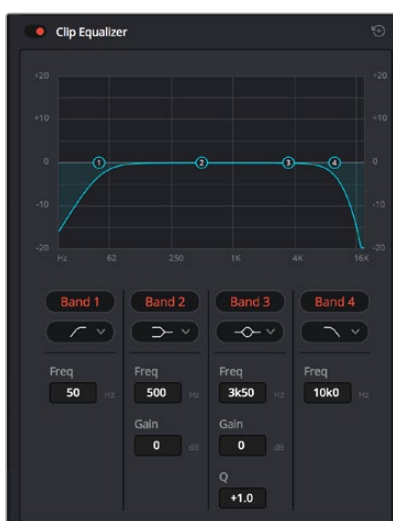 Clip Equalizer
+20 +20
+10 +10
0 1 2 3 4 0
-10 -10
-20 -20
Hz 62 250 1K 4K 16K
Band 1 Band 2 Band 3 Band 4
Freq Freq Freq Freq
50 Hz 500 Hz 3k50 Hz 10k0 Hz
Gain Gain
0 dB 0 dB
Q
+1.0